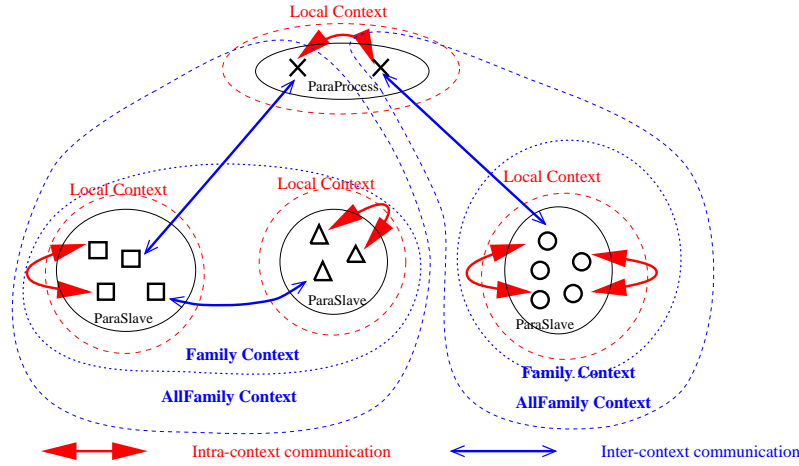 Local Context
ParaProcess
Local Context
Local Context
Local Context
ParaSlave
ParaSlave
ParaSlave
Family Context
Family Context
AllFamily Context
AllFamily Context
Intra-context communication
Inter-context communication